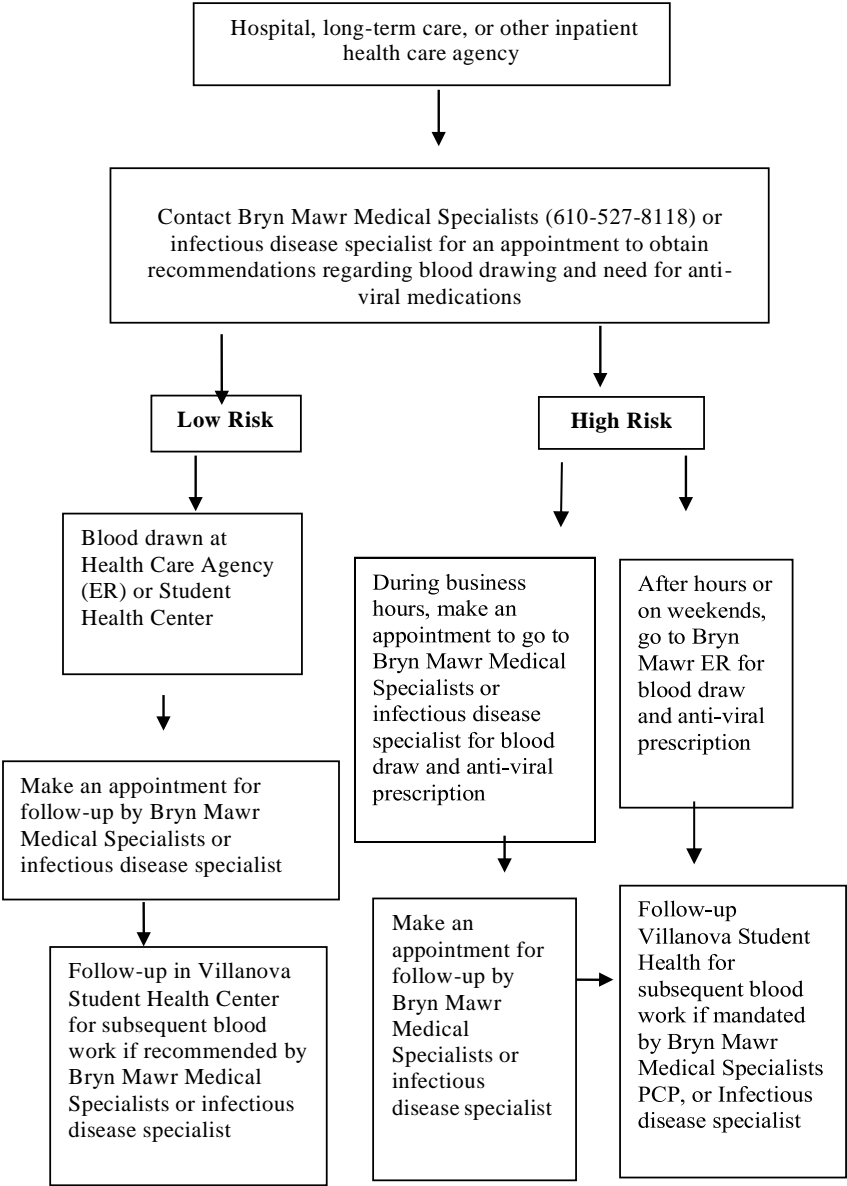 Hospital, long-term care, or other inpatient
health care agency
Contact Bryn Mawr Medical Specialists (610-527-8118) or
infectious disease specialist for an appointment to obtain
recommendations regarding blood drawing and need for anti-
viral medications
Low Risk
High Risk
Blood drawn at
Health Care Agency
(ER) or Student
Health Center
During business
hours, make an
appointment to go to
Bryn Mawr Medical
Specialists or
infectious disease
specialist for blood
draw and anti-viral
prescription
After hours or
on weekends,
go to Bryn
Mawr ER for
blood draw
and anti-viral
prescription
Make an appointment for
follow-up by Bryn Mawr
Medical Specialists or
infectious disease specialist
Follow-up in Villanova
Student Health Center
for subsequent blood
work if recommended by
Bryn Mawr Medical
Specialists or infectious
disease specialist
Make an
appointment for
follow-up by
Bryn Mawr
Medical
Specialists or
infectious
disease specialist
Follow-up
Villanova Student
Health for
subsequent blood
work if mandated
by Bryn Mawr
Medical Specialists
PCP, or Infectious
disease specialist